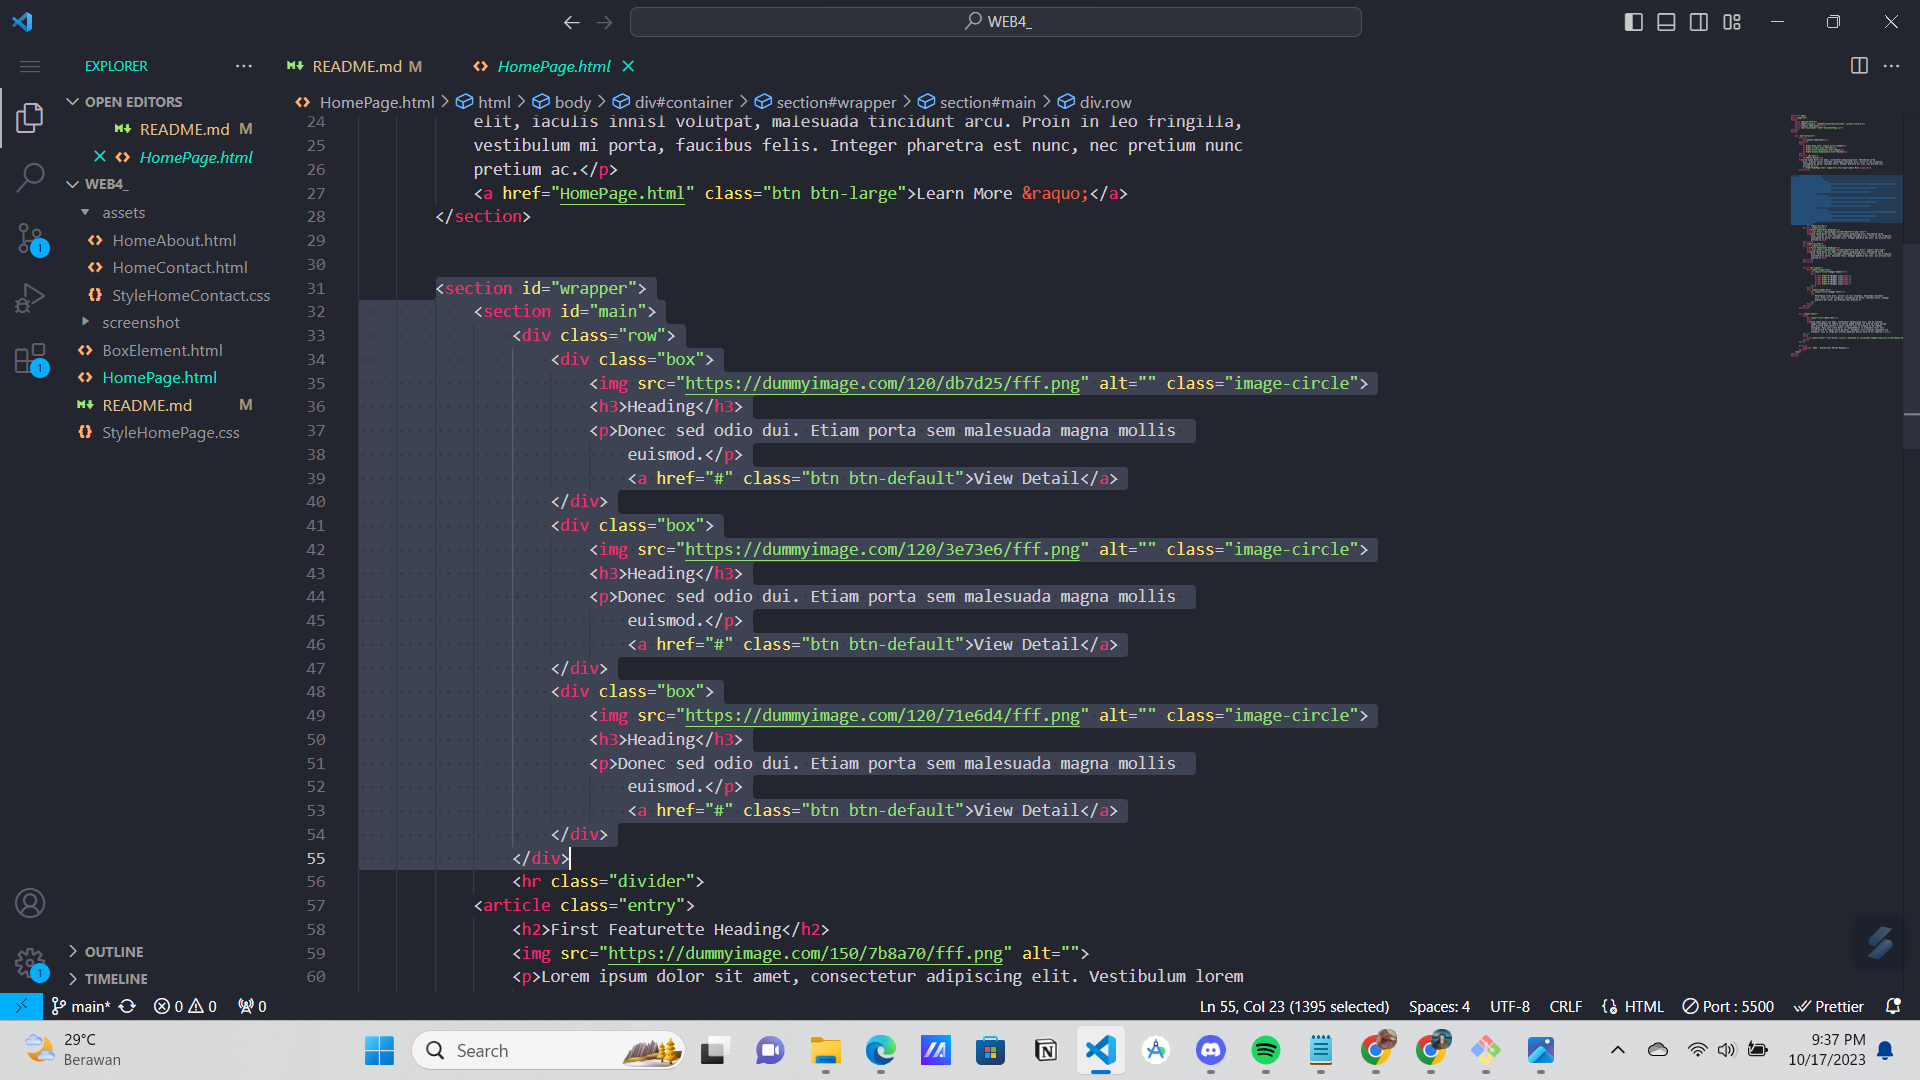 WEB4_
EXPLORER
README.md M
HomePage.html
OPEN EDITORS
README.md M
HomePage.html
WEB4_
assets
HomeAbout.html
HomeContact.html
StyleHomeContact.css
screenshot
BoxElement.html
HomePage.html
README.md M
StyleHomePage.css
OUTLINE
TIMELINE
1
1
1
HomePage.html > html > body > div#container > section#wrapper > section#main > div.row
24 elit, iaculis innisl volutpat, malesuada tincidunt arcu. Proin in leo fringilla,
25 vestibulum mi porta, faucibus felis. Integer pharetra est nunc, nec pretium nunc
26 pretium ac.</p>
27 <a href="HomePage.html" class="btn btn-large">Learn More &raquo;</a>
28 </section>
29
30
31 <section id="wrapper">
32 <section id="main">
33 <div class="row">
34 <div class="box">
35 <img src="https://dummyimage.com/120/db7d25/fff.png" alt="" class="image-circle">
36 <h3>Heading</h3>
37 <p>Donec sed odio dui. Etiam porta sem malesuada magna mollis
38 euismod.</p>
39 <a href="#" class="btn btn-default">View Detail</a>
40 </div>
41 <div class="box">
42 <img src="https://dummyimage.com/120/3e73e6/fff.png" alt="" class="image-circle">
43 <h3>Heading</h3>
44 <p>Donec sed odio dui. Etiam porta sem malesuada magna mollis
45 euismod.</p>
46 <a href="#" class="btn btn-default">View Detail</a>
47 </div>
48 <div class="box">
49 <img src="https://dummyimage.com/120/71e6d4/fff.png" alt="" class="image-circle">
50 <h3>Heading</h3>
51 <p>Donec sed odio dui. Etiam porta sem malesuada magna mollis
52 euismod.</p>
53 <a href="#" class="btn btn-default">View Detail</a>
54 </div>
55 </div>
56 <hr class="divider">
57 <article class="entry">
58 <h2>First Featurette Heading</h2>
59 <img src="https://dummyimage.com/150/7b8a70/fff.png" alt="">
60 <p>Lorem ipsum dolor sit amet, consectetur adipiscing elit. Vestibulum lorem
main* 0 0 0
Ln 55, Col 23 (1395 selected) Spaces: 4 UTF-8 CRLF HTML Port : 5500 Prettier
29°C
Berawan
Search
9:37 PM
10/17/2023